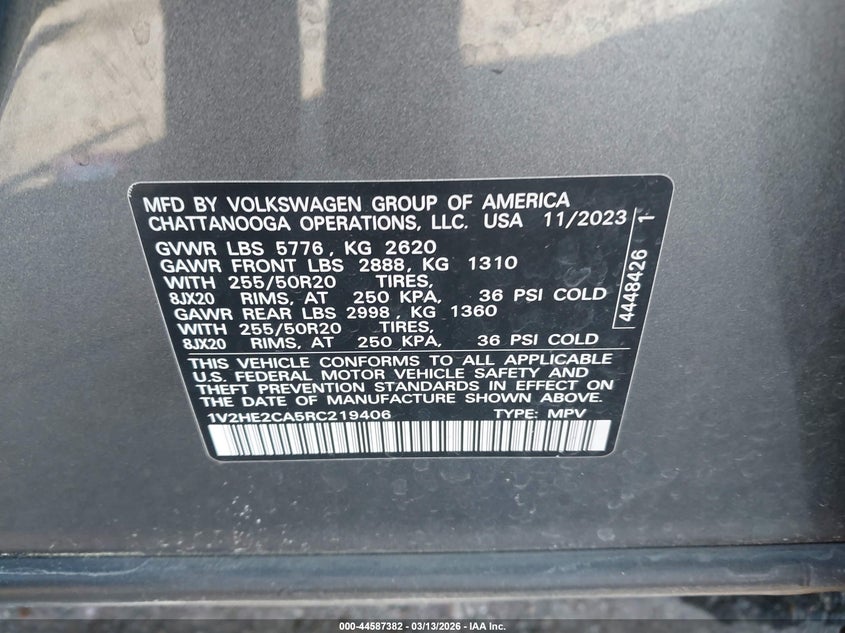 MFD BY VOLKSWAGEN GROUP OF AMERICA
CHATTANOOGA OPERATIONS, LLC. USA 11/2023
GVWR LBS 5776, KG 2620
GAWR FRONT LBS 2888, KG 1310
WITH 255/50R20 TIRES,
8JX20 RIMS, AT 250 KPA, 36 PSI COLD
GAWR REAR LBS 2998, KG 1360
WITH 255/50R20 TIRES,
8JX20 RIMS, AT 250 KPA, 36 PSI COLD
THIS VEHICLE CONFORMS TO ALL APPLICABLE
U.S. FEDERAL MOTOR VEHICLE SAFETY AND
THEFT PREVENTION STANDARDS IN EFFECT ON
THE DATE OF MANUFACTURE SHOWN ABOVE.
1V2HE2CA5RC219406 TYPE: MPV
4448426 1
000-44587382 - 03/13/2026 - IAA Inc.